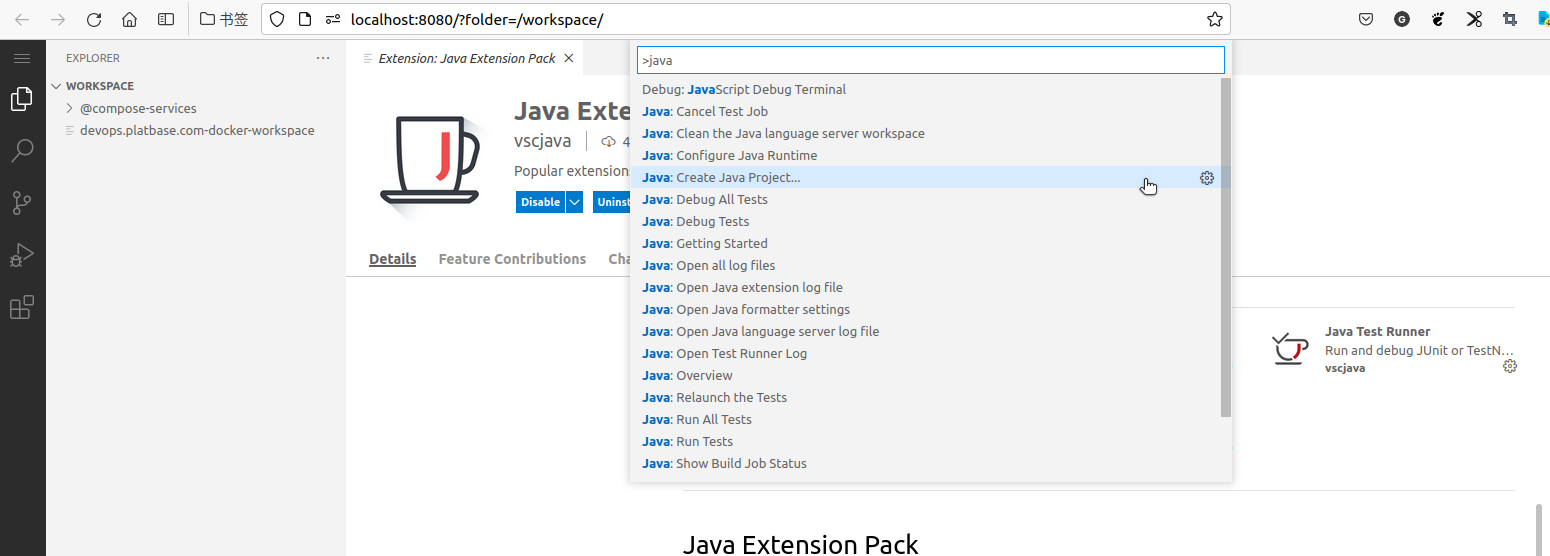 书签
localhost:8080/?folder=/workspace/
EXPLORER
WORKSPACE
@compose-services
devops.platbase.com-docker-workspace
Extension: Java Extension Pack
>java
Debug: JavaScript Debug Terminal
Java: Cancel Test Job
Java: Clean the Java language server workspace
Java: Configure Java Runtime
Java: Create Java Project...
Java: Debug All Tests
Java: Debug Tests
Java: Getting Started
Java: Open all log files
Java: Open Java extension log file
Java: Open Java formatter settings
Java: Open Java language server log file
Java: Open Test Runner Log
Java: Overview
Java: Relaunch the Tests
Java: Run All Tests
Java: Run Tests
Java: Show Build Job Status
Java Exte
vscjava
4
Popular extension
Disable
Uninst
Details
Feature Contributions
Cha
Java Test Runner
Run and debug JUnit or TestN...
vscjava
Java Extension Pack